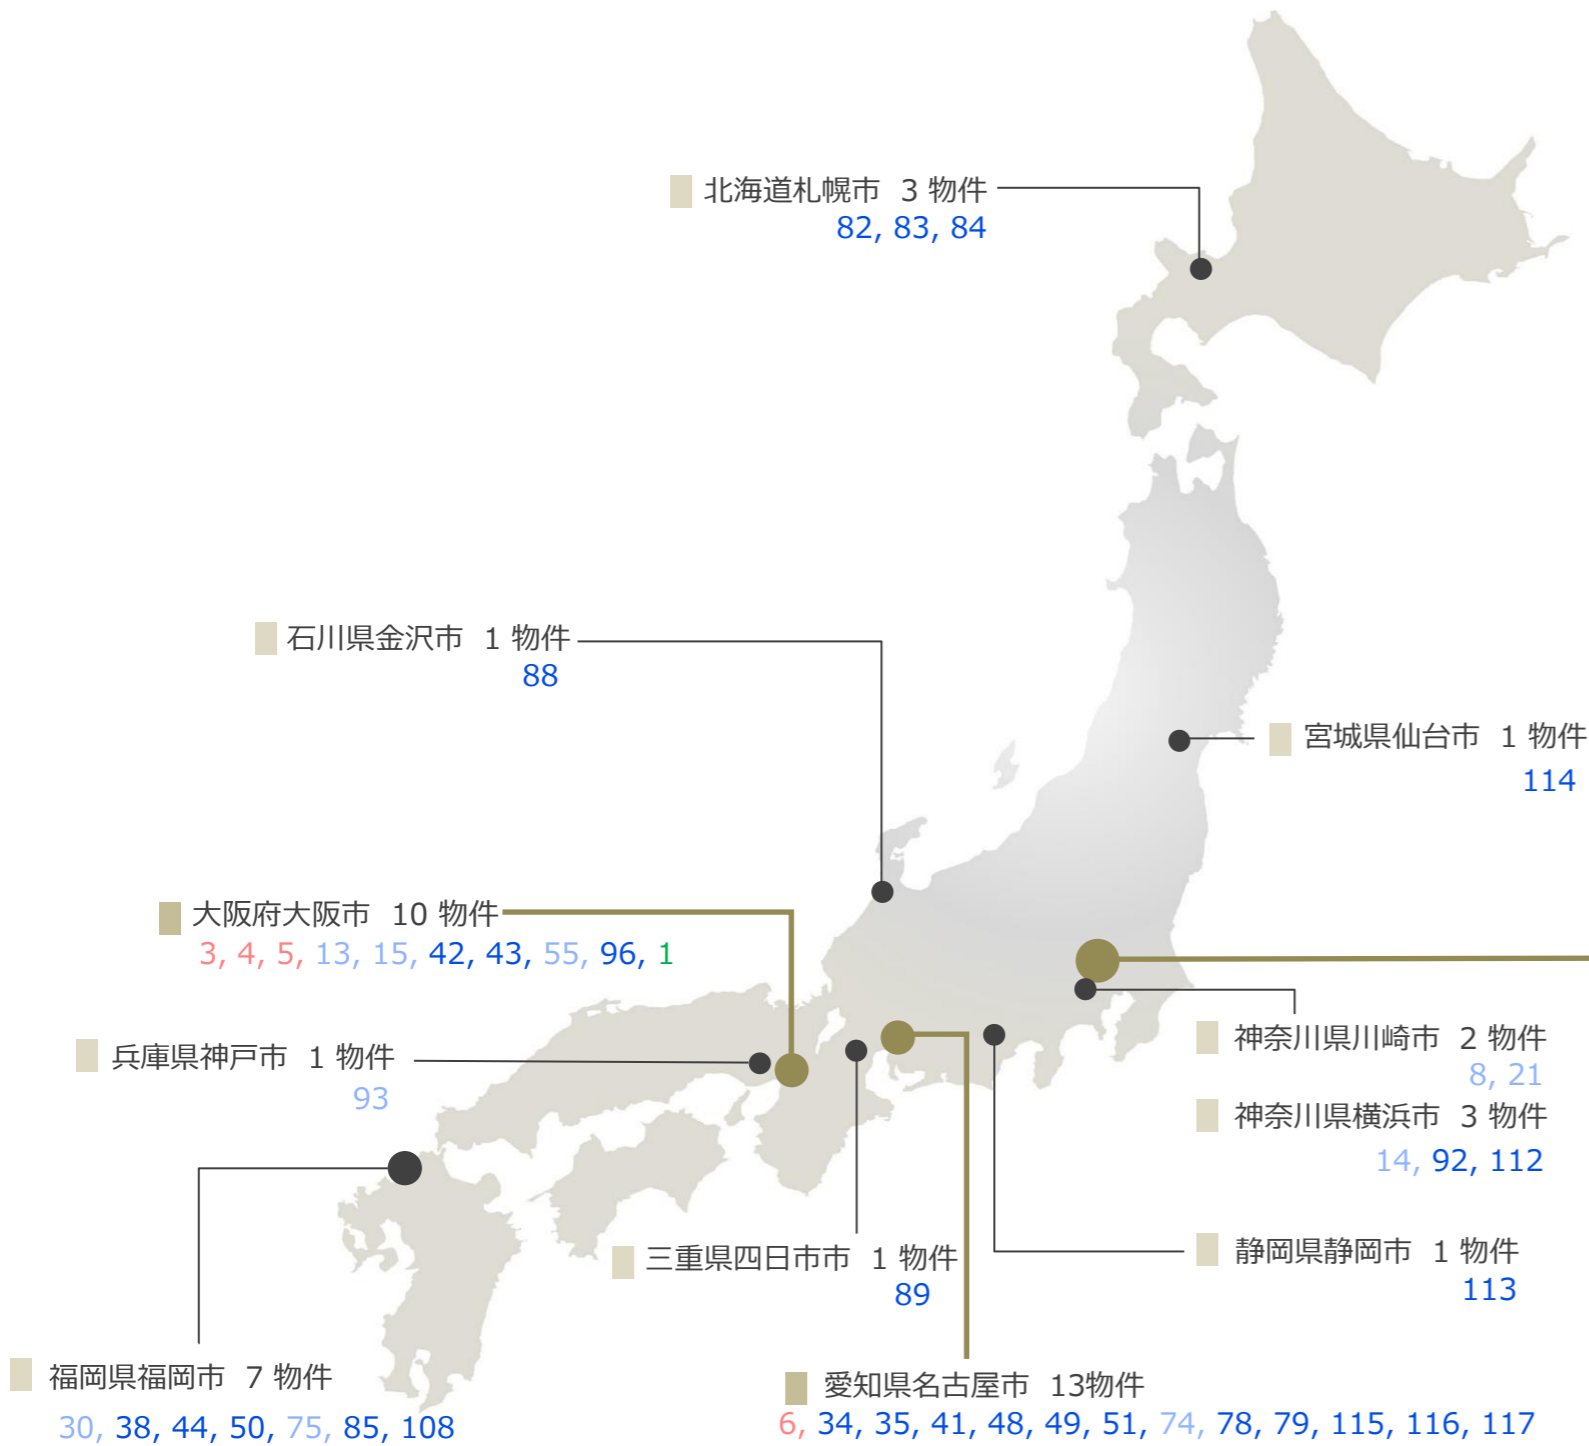 北海道札幌市 3 物件
82, 83, 84
石川県金沢市 1 物件
88
宮城県仙台市 1 物件
114
大阪府大阪市 10 物件
3, 4, 5, 13, 15, 42, 43, 55, 96, 1
兵庫県神戸市 1 物件
93
神奈川県川崎市 2 物件
8, 21
神奈川県横浜市 3 物件
14, 92, 112
三重県四日市市 1 物件
89
静岡県静岡市 1 物件
113
福岡県福岡市 7 物件
30, 38, 44, 50, 75, 85, 108
愛知県名古屋市 13物件
6, 34, 35, 41, 48, 49, 51, 74, 78, 79, 115, 116, 117